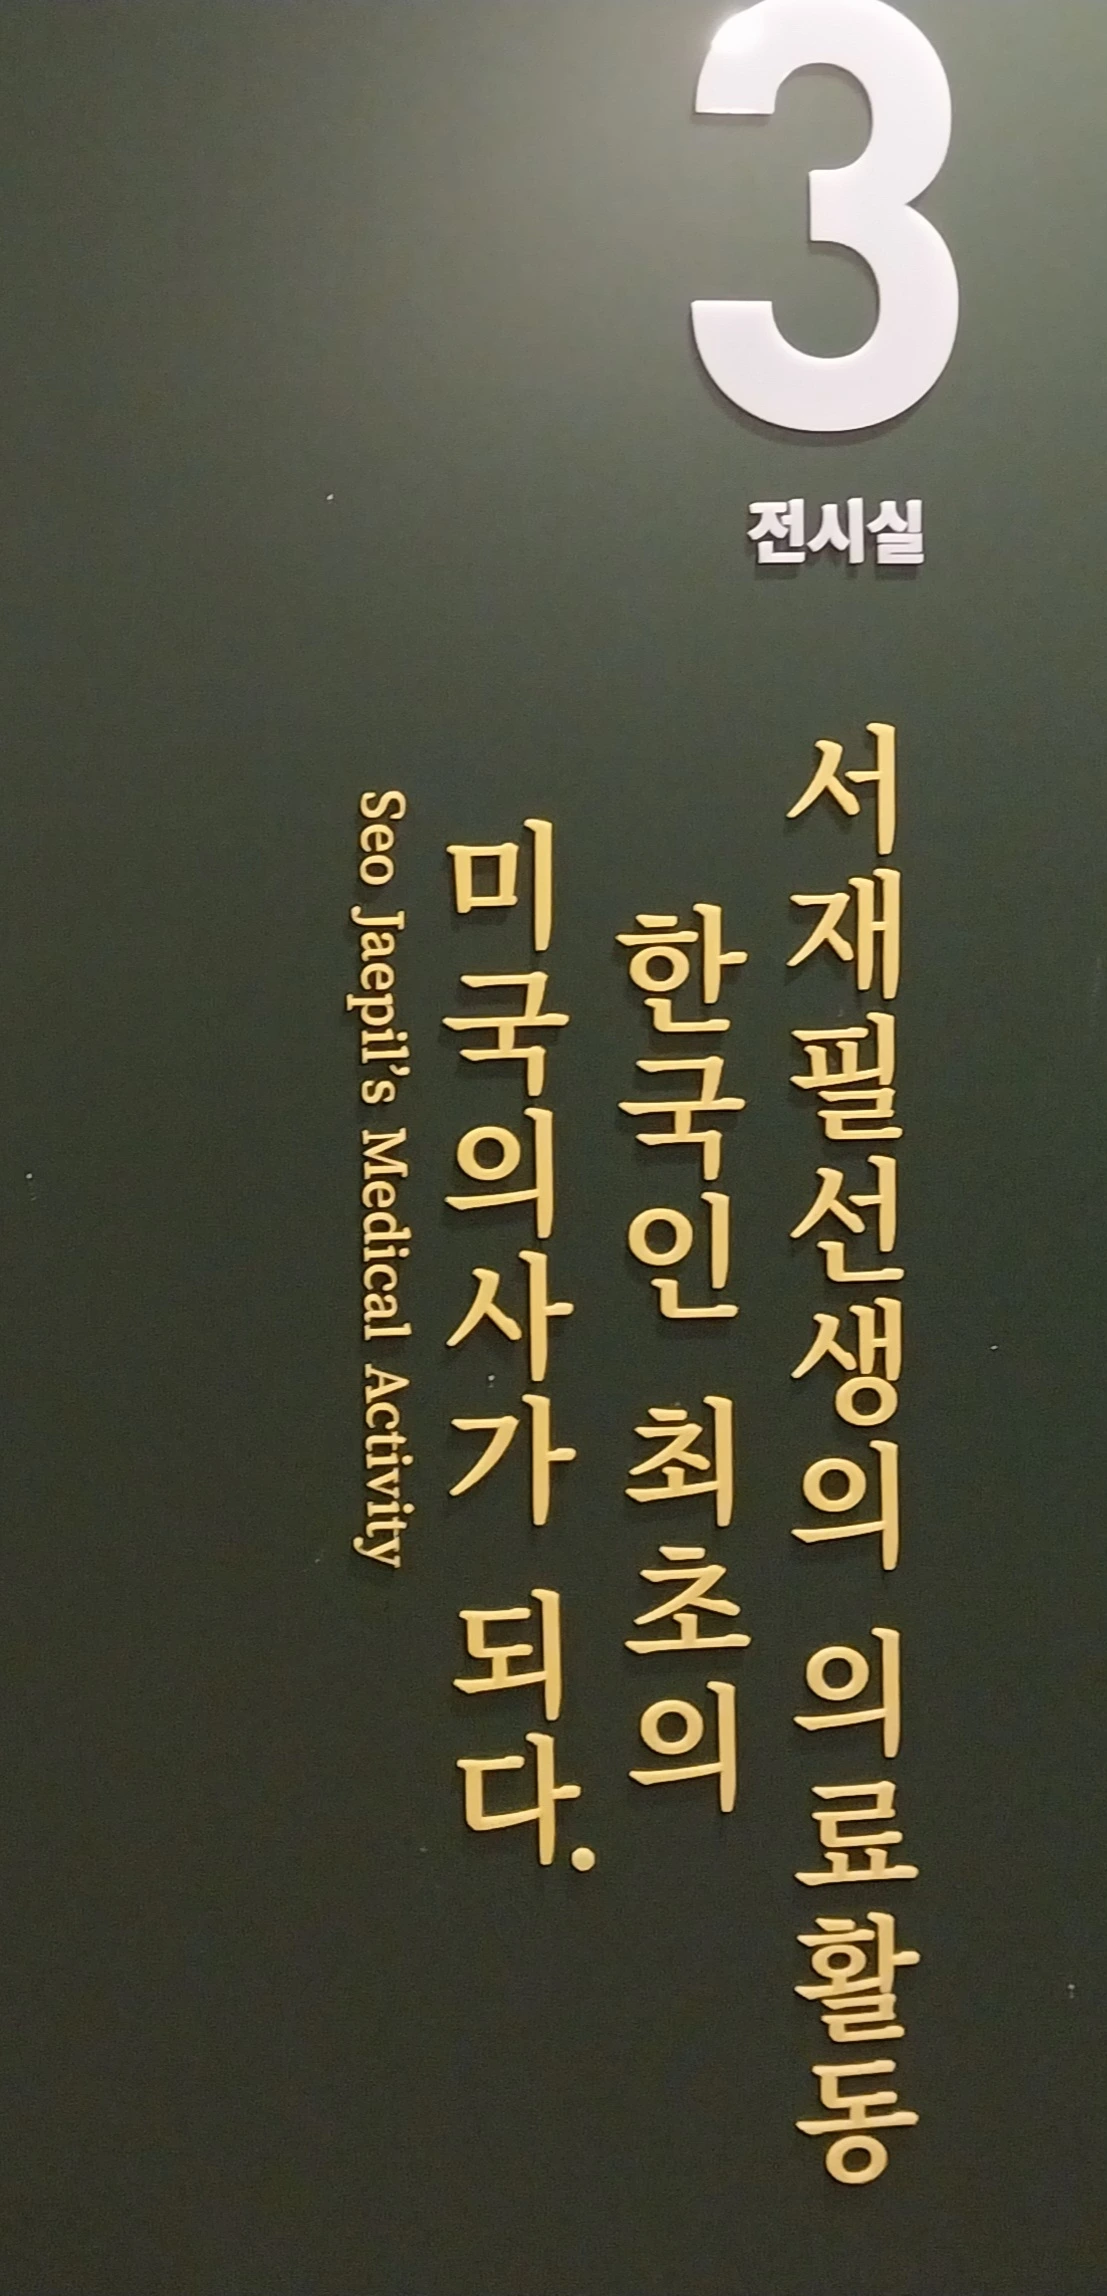 3
전시실
서재필선생의 의료활동
한국인 최초의
미국의사가 되다.
Seo Jaepil's Medical Activity